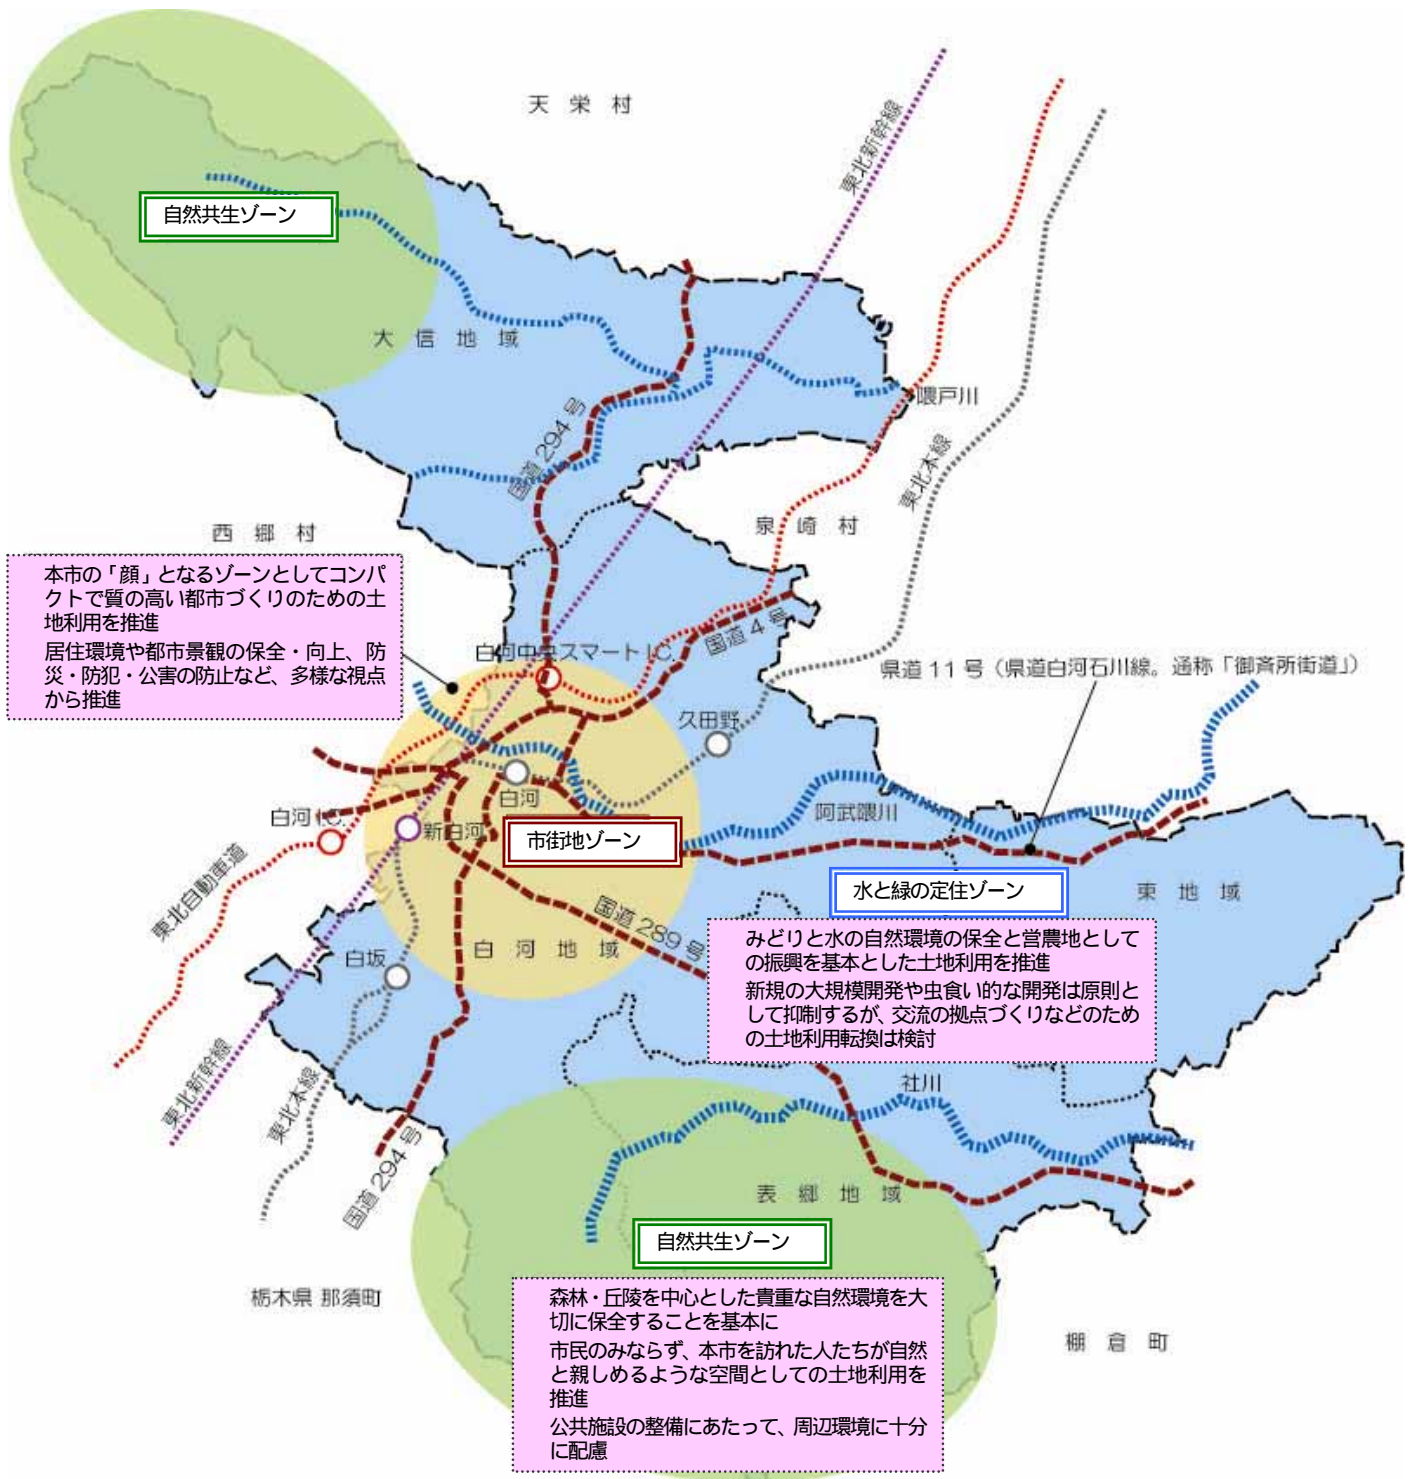 天栄村
東北新幹線
自然共生ゾーン
大信地域
隈戸川
国道294号
東北本線
西郷村
泉崎村
本市の「顔」となるゾーンとしてコンパ
クトで質の高い都市づくりのための土
地利用を推進
居住環境や都市景観の保全・向上、防
災・防犯・公害の防止など、多様な視点
から推進
国道4号
白河中央スマートI.C.
県道11号（県道白河石川線。通称「御斎所街道」）
久田野
白河
阿武隈川
白河I.C.
新白河
市街地ゾーン
東北自動車道
水と緑の定住ゾーン
東地域
国道289号
白河地域
白坂
みどりと水の自然環境の保全と営農地として
の振興を基本とした土地利用を推進
新規の大規模開発や虫食い的な開発は原則と
して抑制するが、交流の拠点づくりなどのため
の土地利用転換は検討
東北新幹線
東北本線
社川
国道294号
表郷地域
自然共生ゾーン
栃木県 那須町
森林・丘陵を中心とした貴重な自然環境を大
切に保全することを基本に
市民のみならず、本市を訪れた人たちが自然
と親しめるような空間としての土地利用を
推進
公共施設の整備にあたって、周辺環境に十分
に配慮
棚倉町